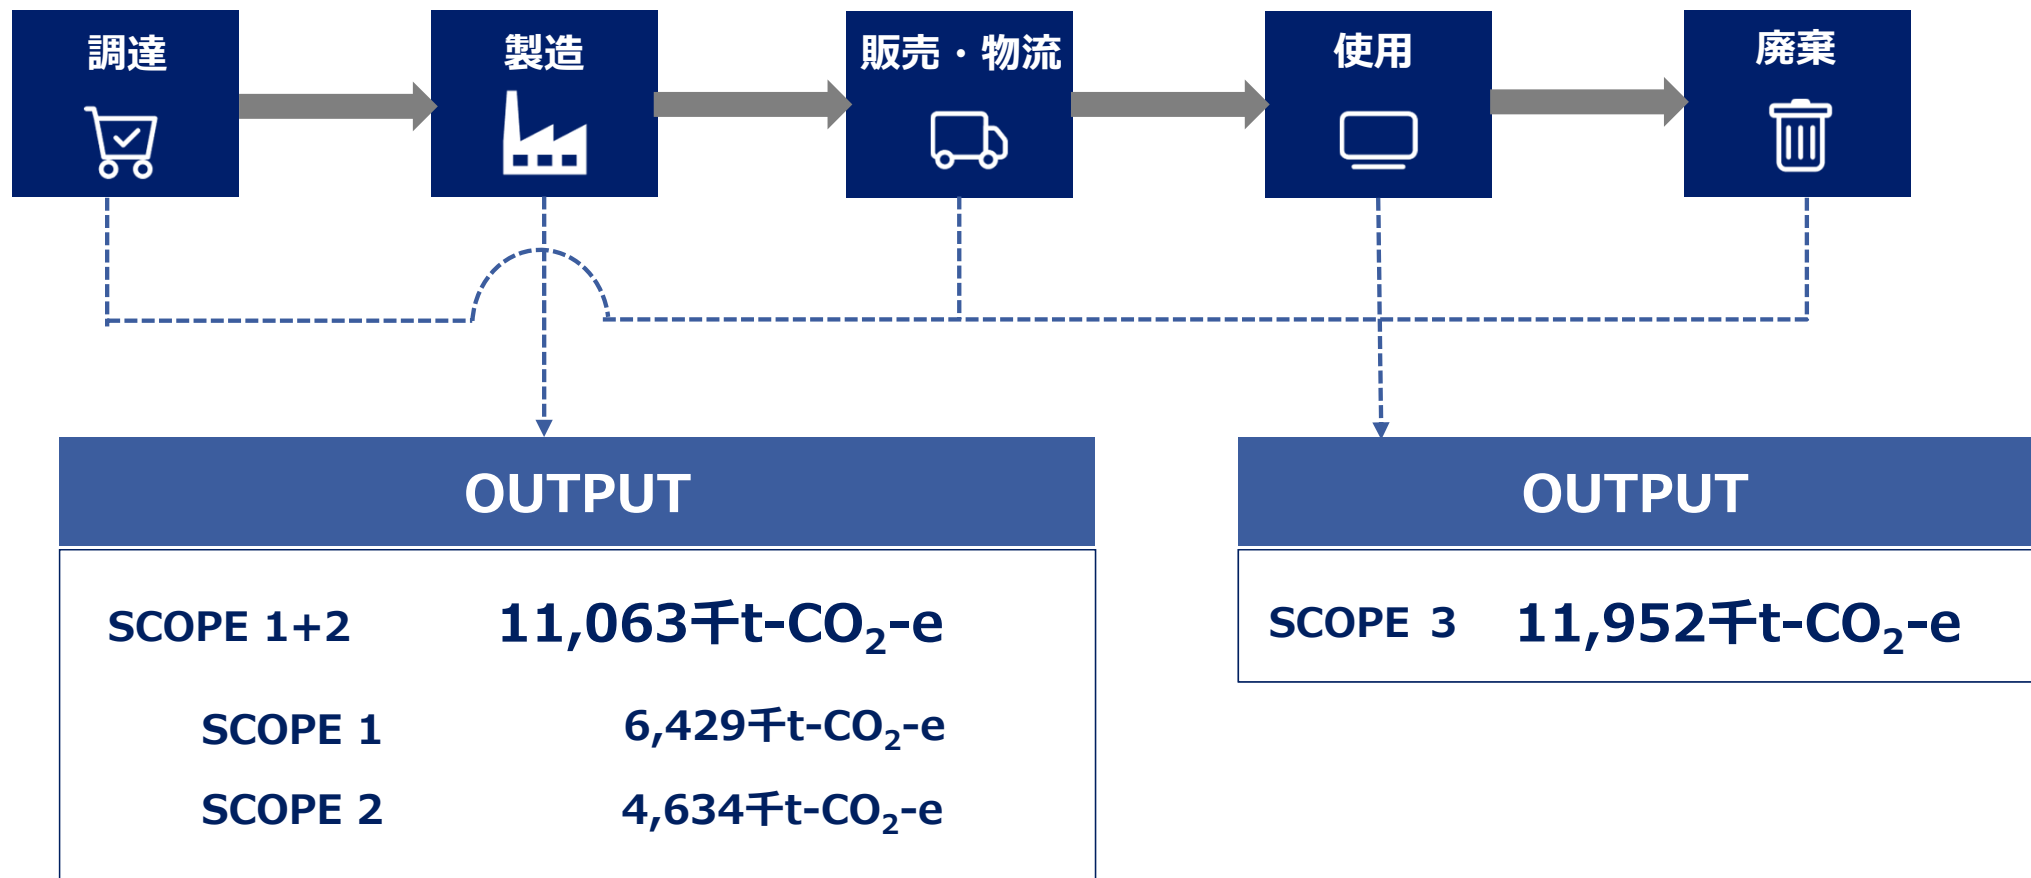 調達
製造
販売・物流
使用
廃棄
OUTPUT
SCOPE 1+2 11,063千t-CO₂-e
SCOPE 1 6,429千t-CO₂-e
SCOPE 2 4,634千t-CO₂-e
OUTPUT
SCOPE 3 11,952千t-CO₂-e